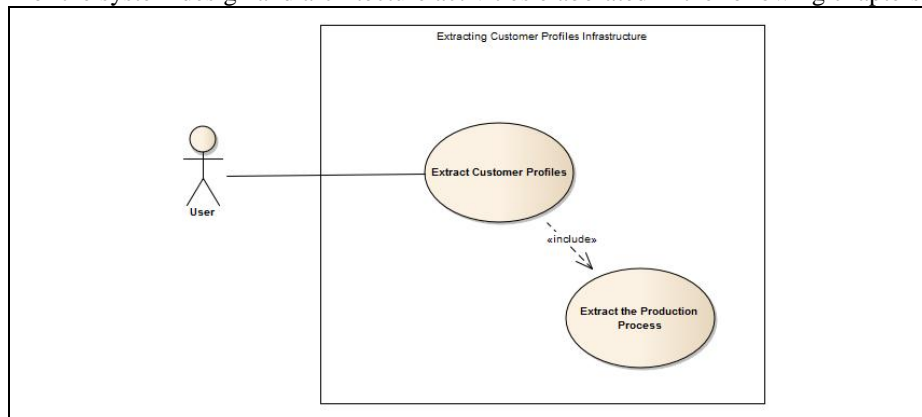 Extracting Customer Profiles Infrastructure
Extract Customer Profiles
User
«include»
Extract the Production
Process